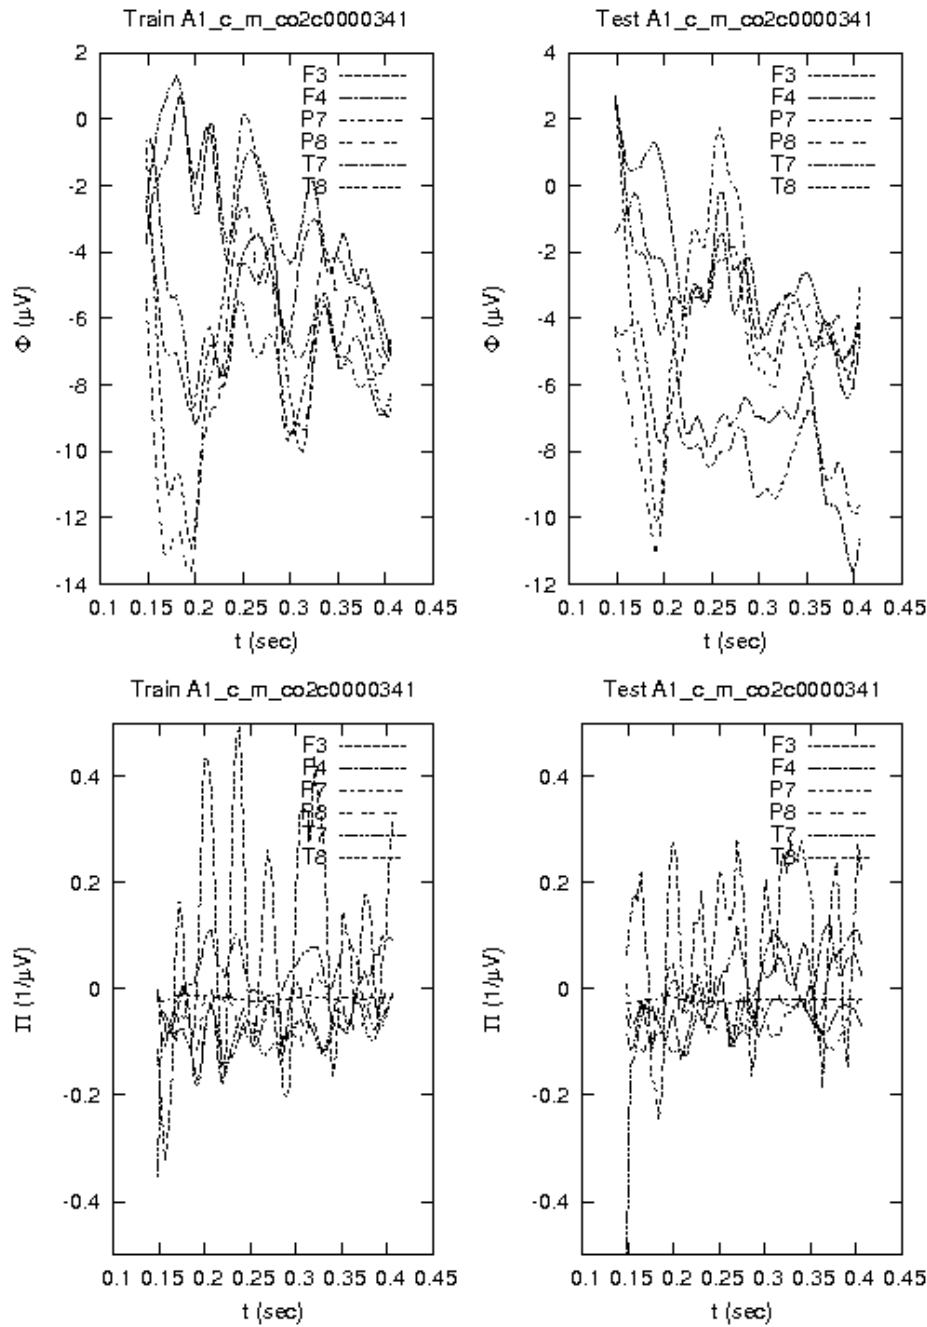 Train A1_c_m_co2c0000341
2
0
-2
-4
-6
-8
-10
-12
-14
Φ (μV)
F3
F4
P7
P8
T7
T8
0.1 0.15 0.2 0.25 0.3 0.35 0.4 0.45
t (sec)
Test A1_c_m_co2c0000341
4
2
0
-2
-4
-6
-8
-10
-12
Φ (μV)
F3
F4
P7
P8
T7
T8
0.1 0.15 0.2 0.25 0.3 0.35 0.4 0.45
t (sec)
Train A1_c_m_co2c0000341
0.4
0.2
0
-0.2
-0.4
Π (1/μV)
F3
F4
P7
P8
T7
T8
0.1 0.15 0.2 0.25 0.3 0.35 0.4 0.45
t (sec)
Test A1_c_m_co2c0000341
0.4
0.2
0
-0.2
-0.4
Π (1/μV)
F3
F4
P7
P8
T7
T8
0.1 0.15 0.2 0.25 0.3 0.35 0.4 0.45
t (sec)